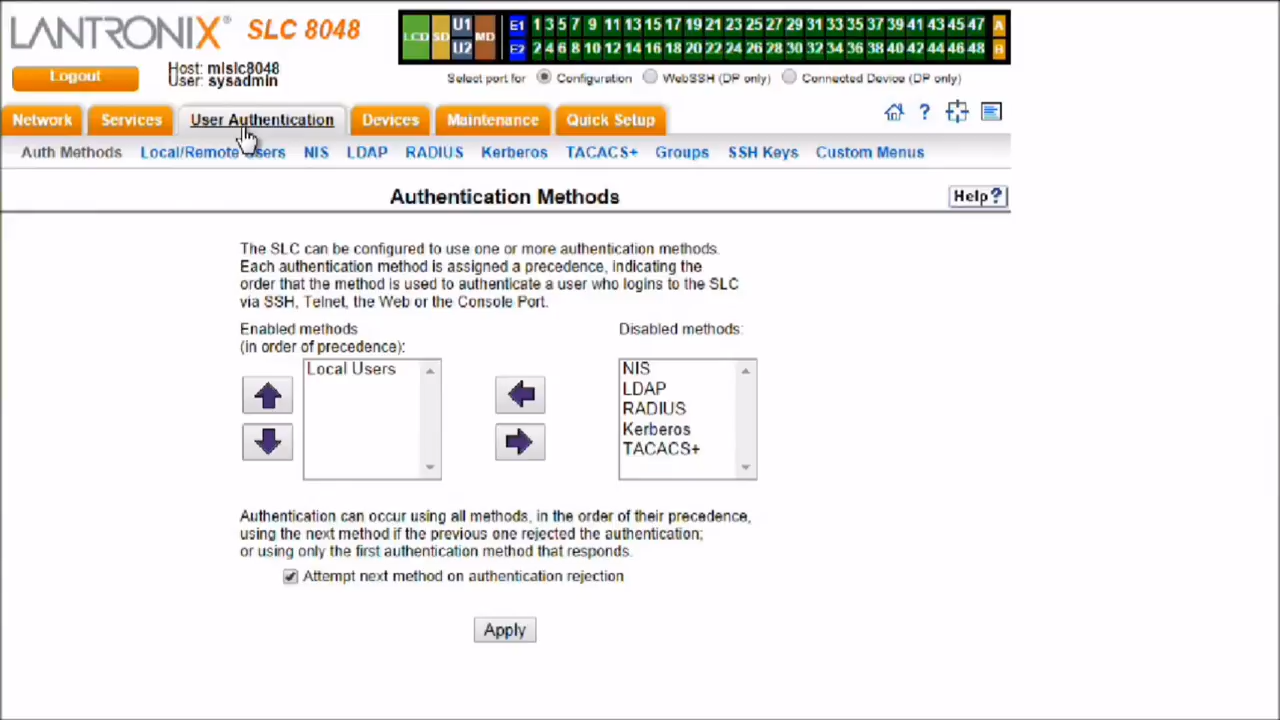 LANTRONIX® SLC 8048
LCD SD U1 MD E1 1 3 5 7 9 11 13 15 17 19 21 23 25 27 29 31 33 35 37 39 41 43 45 47 A
U2 E2 2 4 6 8 10 12 14 16 18 20 22 24 26 28 30 32 34 36 38 40 42 44 46 48 B
Logout
Host: mlslc8048
User: sysadmin
Select port for Configuration WebSSH (DP only) Connected Device (DP only)
Network Services User Authentication Devices Maintenance Quick Setup ?
Auth Methods Local/Remote Users NIS LDAP RADIUS Kerberos TACACS+ Groups SSH Keys Custom Menus
Authentication Methods Help?
The SLC can be configured to use one or more authentication methods.
Each authentication method is assigned a precedence, indicating the
order that the method is used to authenticate a user who logins to the SLC
via SSH, Telnet, the Web or the Console Port.
Enabled methods
(in order of precedence):
Local Users
Disabled methods:
NIS
LDAP
RADIUS
Kerberos
TACACS+
Authentication can occur using all methods, in the order of their precedence,
using the next method if the previous one rejected the authentication;
or using only the first authentication method that responds.
Attempt next method on authentication rejection
Apply